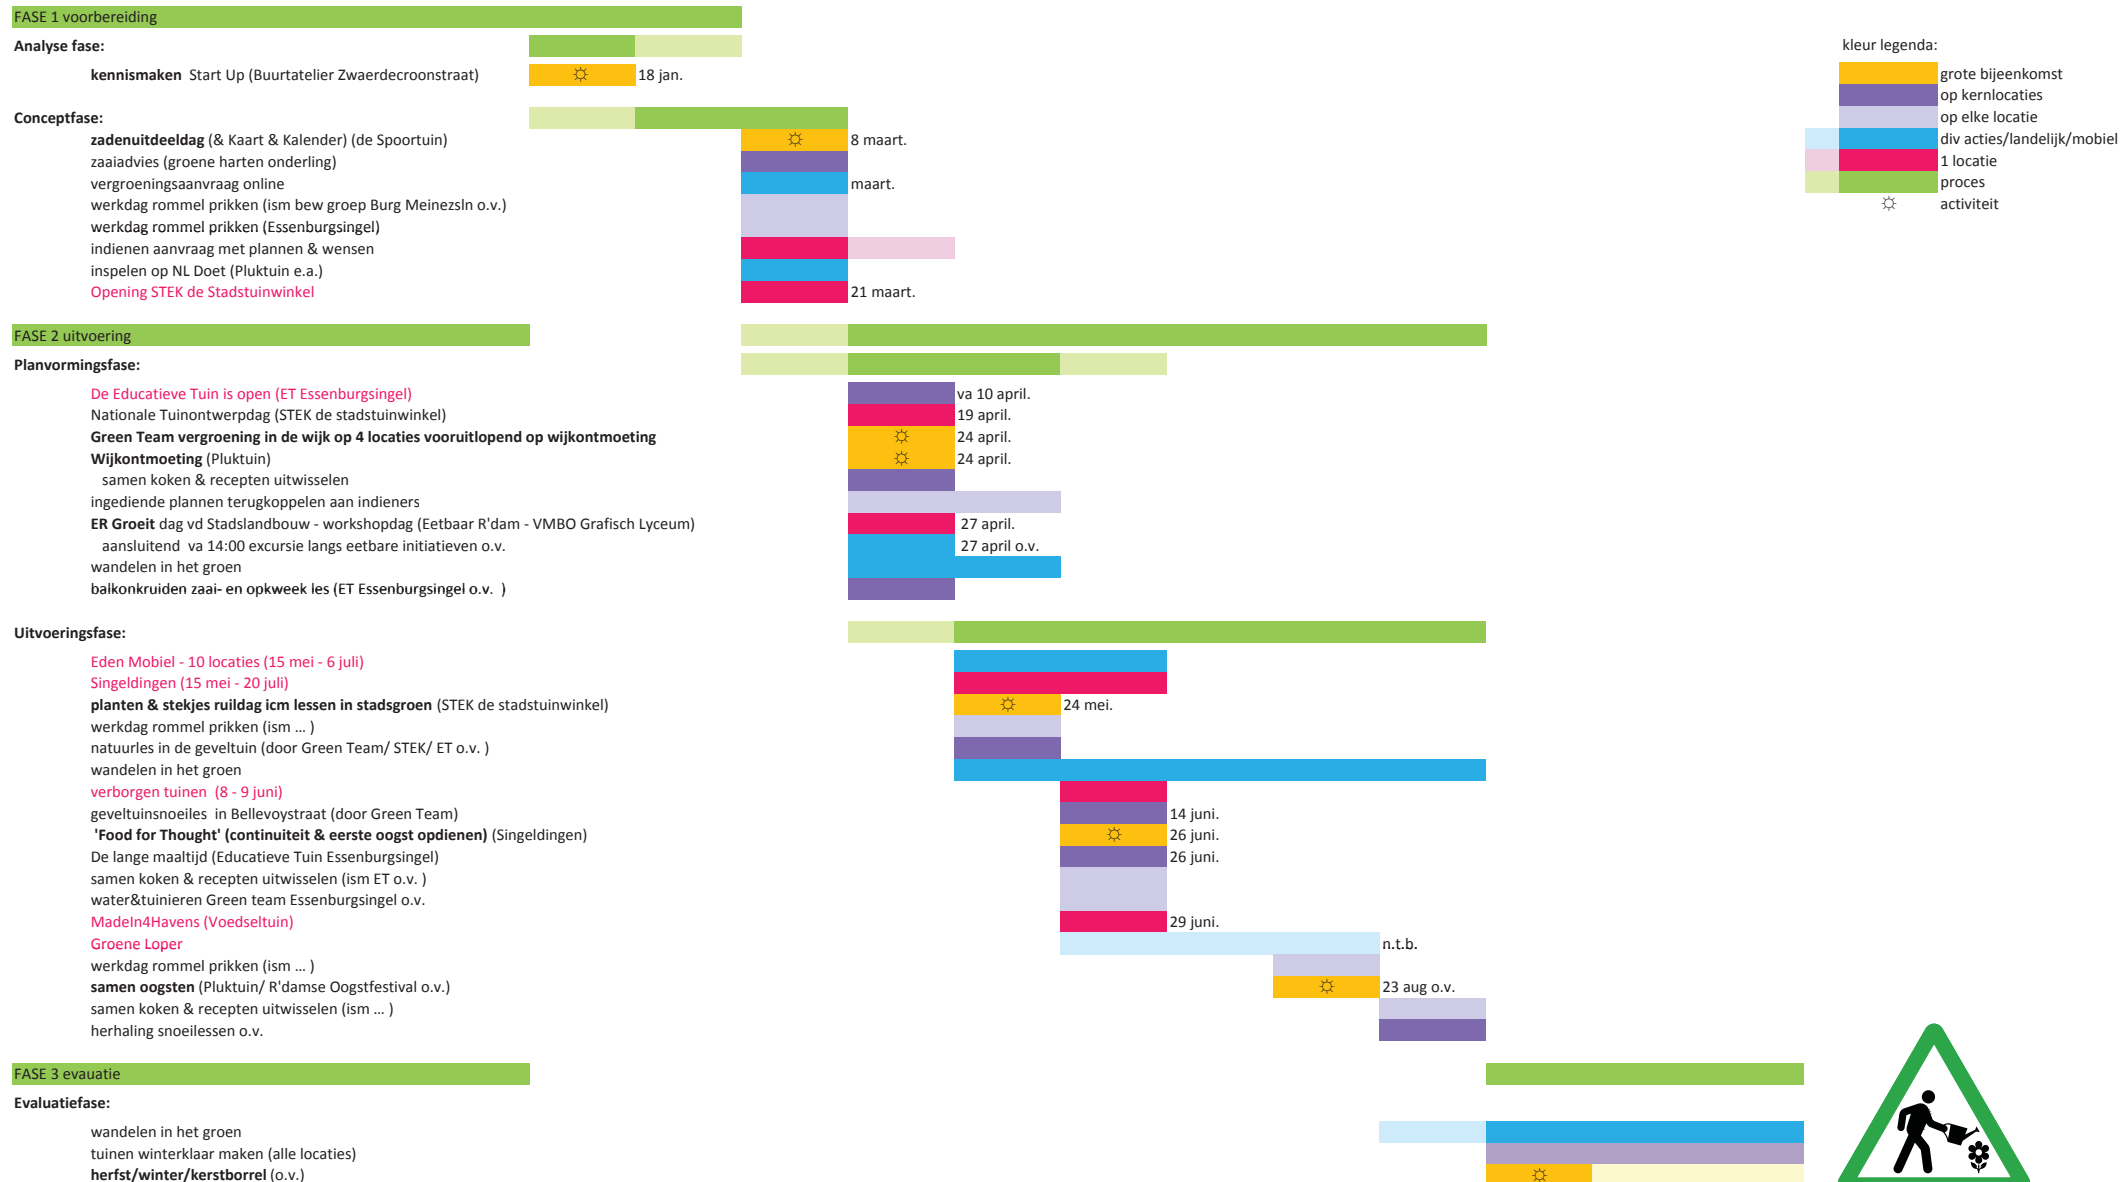 FASE 1 voorbereiding
Analyse fase:
kleur legenda:
kennismaken Start Up (Buurtatelier Zwaerdecroonstraat)
18 jan.
grote bijeenkomst
op kernlocaties
op elke locatie
div acties/landelijk/mobiel
1 locatie
proces
activiteit
Conceptfase:
zadenuitdeeldag (& Kaart & Kalender) (de Spoortuin)
8 maart.
zaaiadvies (groene harten onderling)
vergroeningsaanvraag online
maart.
werkdag rommel prikken (ism bew groep Burg Meinezsln o.v.)
werkdag rommel prikken (Essenburgsingel)
indienen aanvraag met plannen & wensen
inspelen op NL Doet (Pluktuin e.a.)
Opening STEK de Stadstuinwinkel
21 maart.
FASE 2 uitvoering
Planvormingsfase:
De Educatieve Tuin is open (ET Essenburgsingel)
va 10 april.
Nationale Tuinontwerpdag (STEK de stadstuinwinkel)
19 april.
Green Team vergroening in de wijk op 4 locaties vooruitlopend op wijkontmoeting
24 april.
Wijkontmoeting (Pluktuin)
24 april.
samen koken & recepten uitwisselen
ingediende plannen terugkoppelen aan indieners
ER Groeit dag vd Stadslandbouw - workshopdag (Eetbaar R'dam - VMBO Grafisch Lyceum)
27 april.
aansluitend va 14:00 excursie langs eetbare initiatieven o.v.
27 april o.v.
wandelen in het groen
balkonkruiden zaai- en opkweek les (ET Essenburgsingel o.v. )
Uitvoeringsfase:
Eden Mobiel - 10 locaties (15 mei - 6 juli)
Singeldingen (15 mei - 20 juli)
planten & stekjes ruildag icm lessen in stadsgroen (STEK de stadstuinwinkel)
24 mei.
werkdag rommel prikken (ism ... )
natuurles in de geveltuin (door Green Team/ STEK/ ET o.v. )
wandelen in het groen
verborgen tuinen (8 - 9 juni)
geveltuinsnoeiles in Bellevoystraat (door Green Team)
14 juni.
'Food for Thought' (continuiteit & eerste oogst opdienen) (Singeldingen)
26 juni.
De lange maaltijd (Educatieve Tuin Essenburgsingel)
26 juni.
samen koken & recepten uitwisselen (ism ET o.v. )
water&tuinieren Green team Essenburgsingel o.v.
MadeIn4Havens (Voedseltuin)
29 juni.
Groene Loper
n.t.b.
werkdag rommel prikken (ism ... )
samen oogsten (Pluktuin/ R'damse Oogstfestival o.v.)
23 aug o.v.
samen koken & recepten uitwisselen (ism ... )
herhaling snoeilessen o.v.
FASE 3 evauatie
Evaluatiefase:
wandelen in het groen
tuinen winterklaar maken (alle locaties)
herfst/winter/kerstborrel (o.v.)